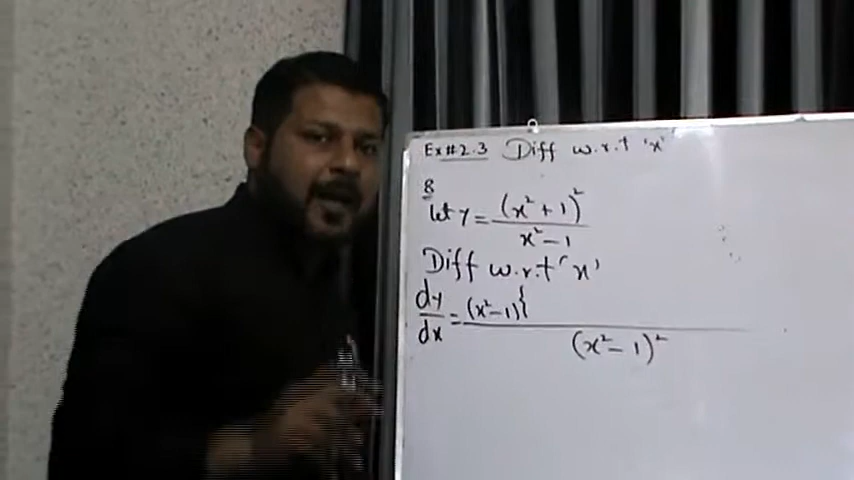 Ex#2.3 Diff w.r.t 'x'
8
Let y = (x²+1)² / x²-1
Diff w.r.t 'x'
dy/dx = (x²-1){ / (x²-1)²